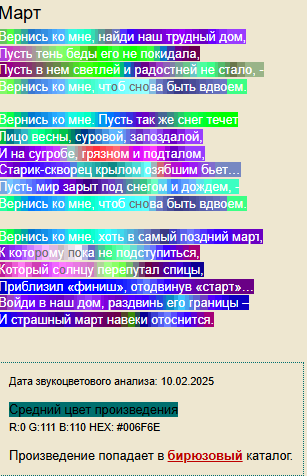 Март
Вернись ко мне, найди наш трудный дом,
Пусть тень беды его не покидала,
Пусть в нем светлей и радостней не стало, -
Вернись ко мне, чтоб снова быть вдвоем.
Вернись ко мне, Пусть так же снег течет
Лицо весны, суровой, запоздалой,
И на сугробе, грязном и подталом,
Старик-скворец крылом озябшим бьет...
Пусть мир зарыт под снегом и дождем, -
Вернись ко мне, чтоб снова быть вдвоем.
Вернись ко мне, хоть в самый поздний март,
К которому пока не подступиться,
Который солнцу перепутал спицы,
Приблизил «финиш», отодвинув «старт»...
Войди в наш дом, раздвинь его границы –
И страшный март навеки отоснится.
Дата звукоцветового анализа: 10.02.2025
Средний цвет произведения
R:0 G:111 B:110 HEX: #006F6E
Произведение попадает в бирюзовый каталог.